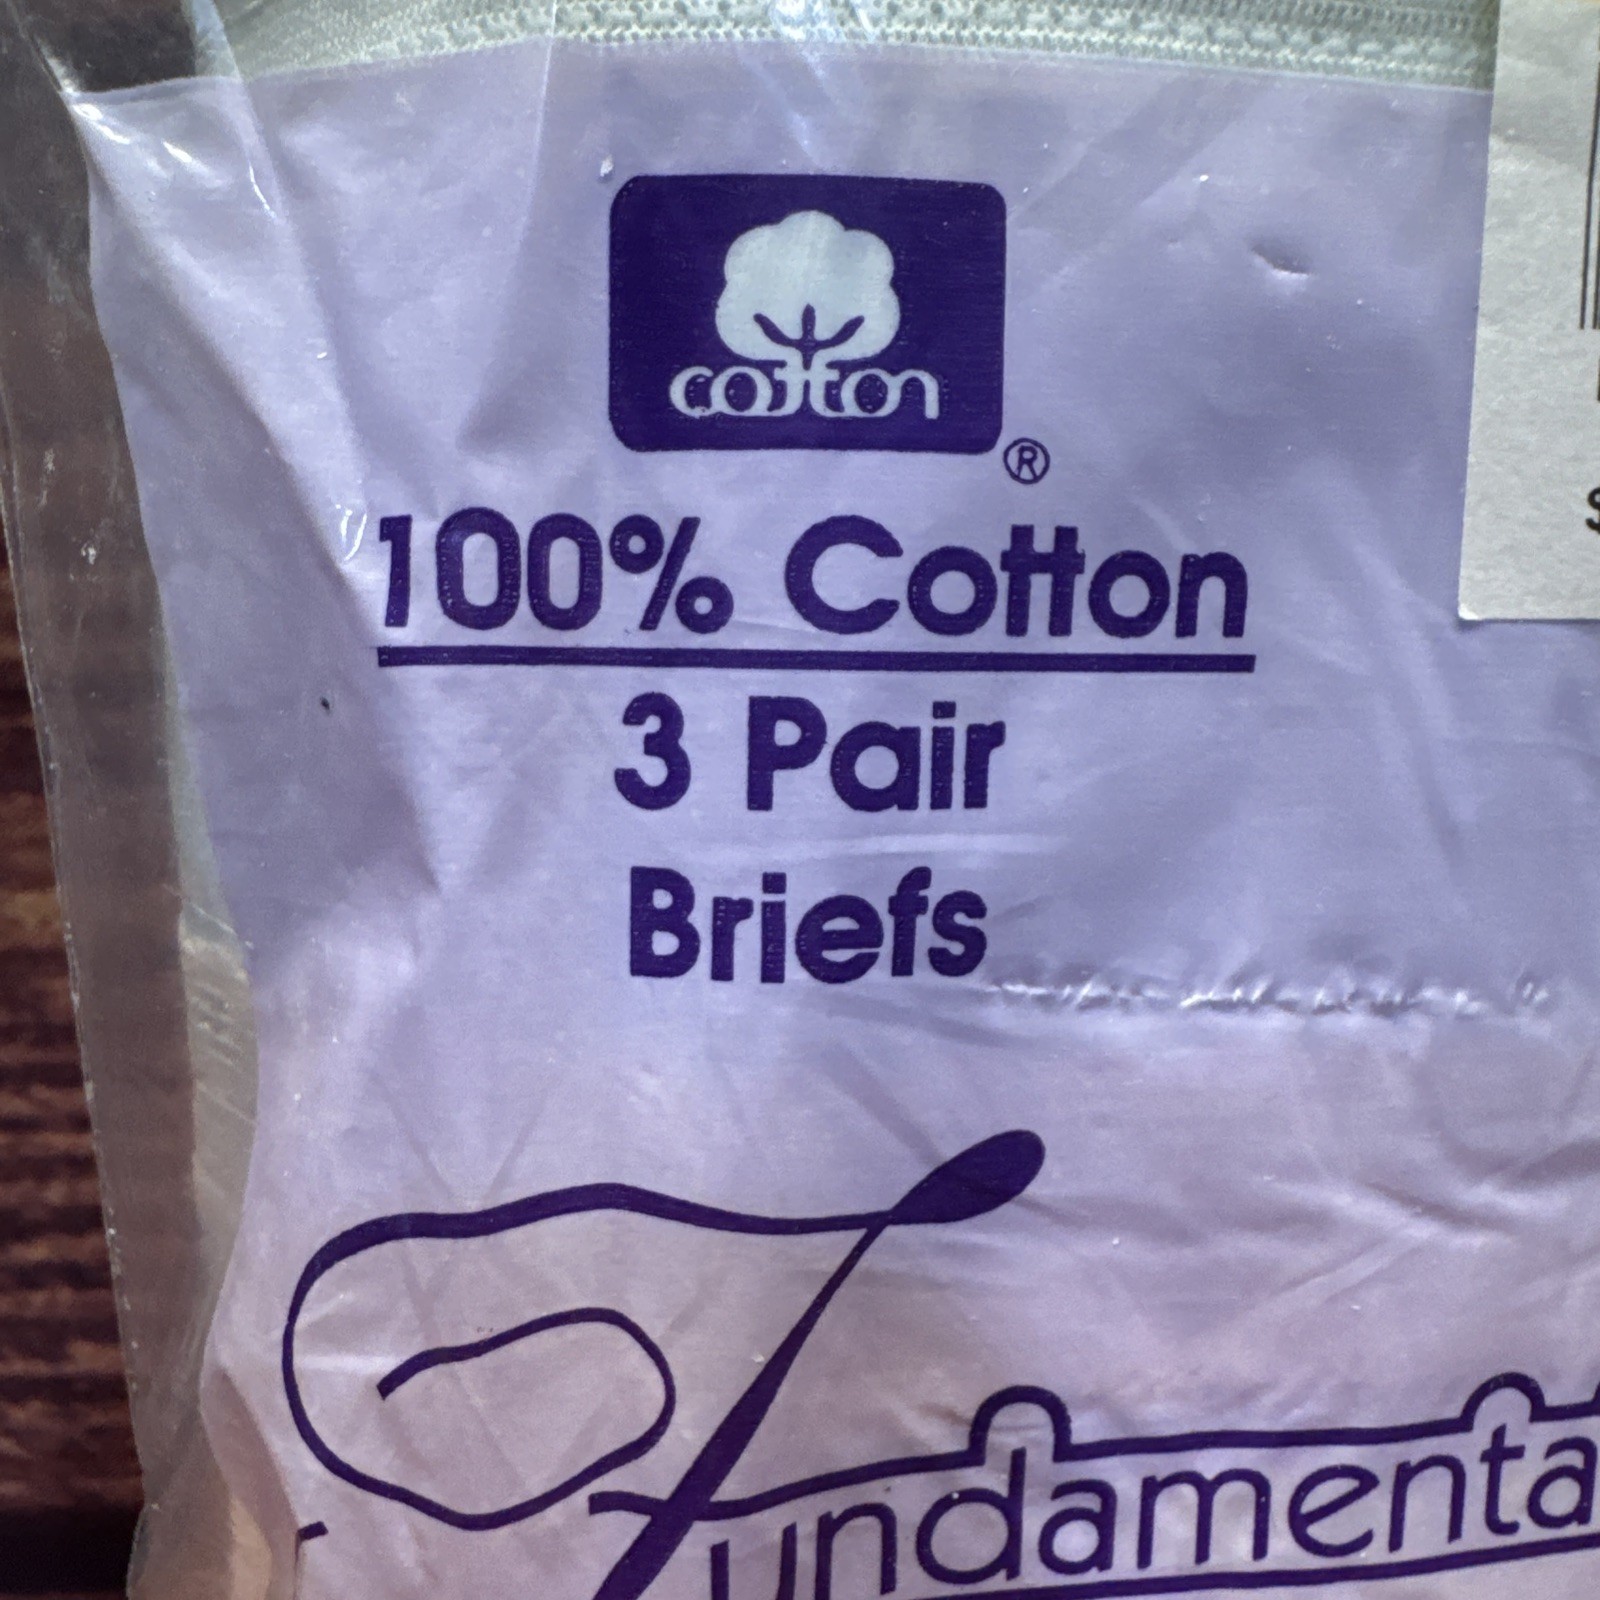 cotton
®
100% Cotton
3 Pair
Briefs
Fundamenta